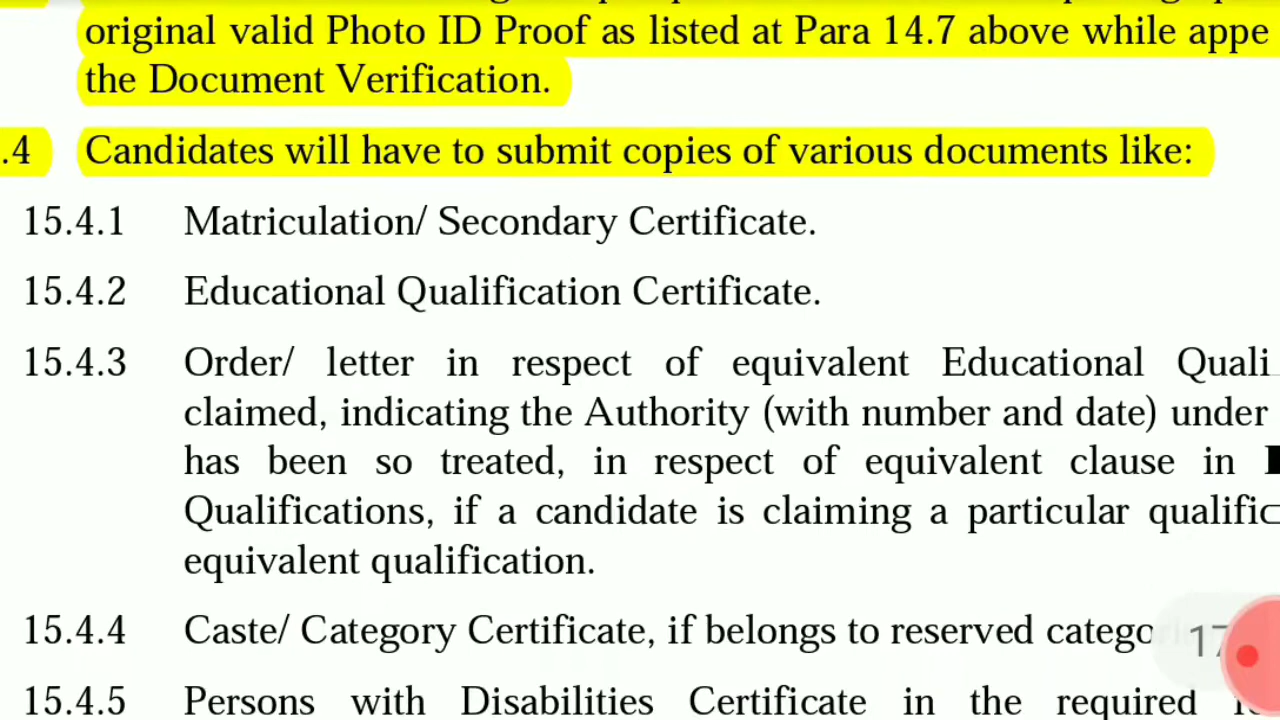 original valid Photo ID Proof as listed at Para 14.7 above while appe
the Document Verification.
.4 Candidates will have to submit copies of various documents like:
15.4.1 Matriculation/ Secondary Certificate.
15.4.2 Educational Qualification Certificate.
15.4.3 Order/ letter in respect of equivalent Educational Quali
claimed, indicating the Authority (with number and date) under
has been so treated, in respect of equivalent clause in
Qualifications, if a candidate is claiming a particular qualific
equivalent qualification.
15.4.4 Caste/ Category Certificate, if belongs to reserved catego
17
15.4.5 Persons with Disabilities Certificate in the required